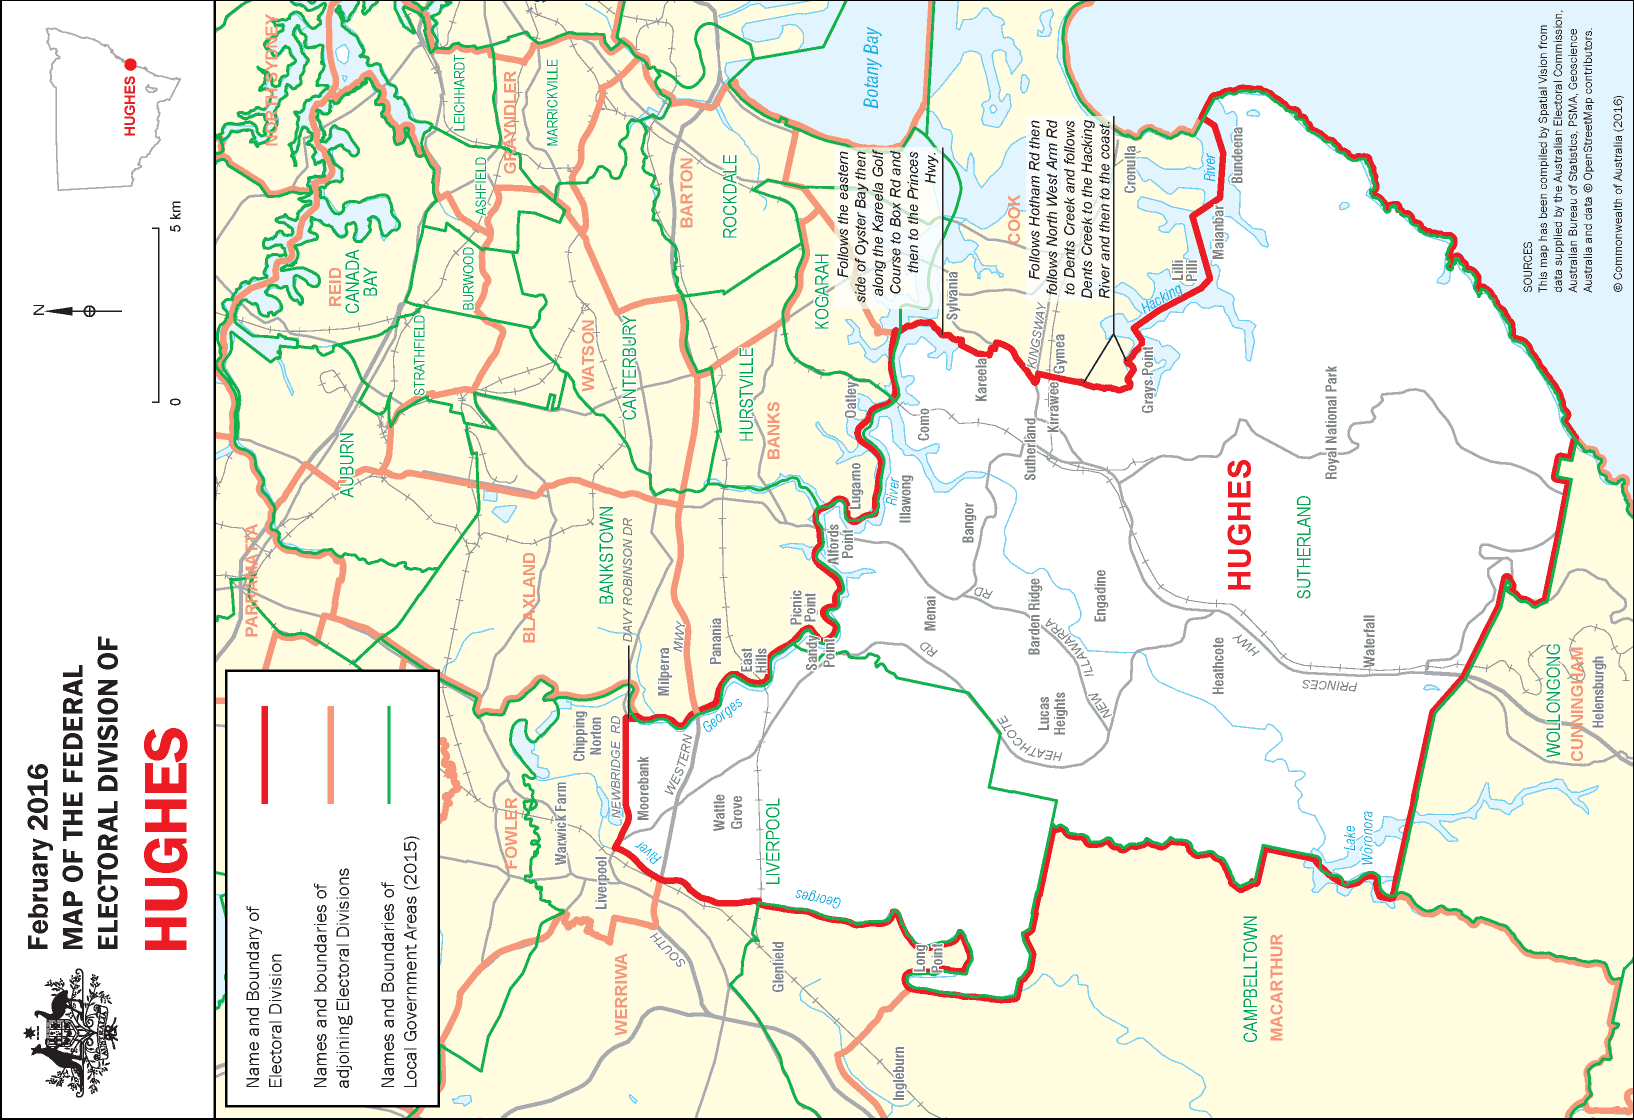 February 2016
MAP OF THE FEDERAL
ELECTORAL DIVISION OF
HUGHES
N
0
5 km
HUGHES
Name and Boundary of
Electoral Division
Names and boundaries of
adjoining Electoral Divisions
Names and Boundaries of
Local Government Areas (2015)
NORTH SYDNEY
LEICHHARDT
GRAYNDLER
MARRICKVILLE
ASHFIELD
REID
CANADA
BAY
BURWOOD
STRATHFIELD
AUBURN
PARRAMATTA
BARTON
ROCKDALE
WATSON
CANTERBURY
KOGARAH
HURSTVILLE
BANKS
BLAXLAND
BANKSTOWN
DAVY ROBINSON DR
FOWLER
Botany Bay
Follows the eastern
side of Oyster Bay then
along the Kareela Golf
Course to Box Rd and
then to the Princes
Hwy.
COOK
Follows Hotham Rd then
follows North West Arm Rd
to Dents Creek and follows
Dents Creek to the Hacking
River and then to the coast.
Cronulla
River
Bundeena
Maianbar
Lilli
Pilli
Hacking
Sylvania
KINGSWAY
Gymea
Kareela
Kirrawee
Grays Point
Oatley
Como
Sutherland
Royal National Park
Lugarno
River
Illawong
Alfords
Point
Bangor
HUGHES
SUTHERLAND
Picnic
Point
Sandy
Point
Menai
RD
RD
Barden Ridge
Engadine
NEW ILLAWARRA
HEATHCOTE
Lucas
Heights
Heathcote
PRINCES
HWY
Waterfall
Panania
East
Hills
Milperra
MWY
Georges
Chipping
Norton
NEWBRIDGE RD
Moorebank
WESTERN
Wattle
Grove
LIVERPOOL
Warwick Farm
Liverpool
River
Georges
SOUTH
Glenfield
Long
Point
WERRIWA
Ingleburn
CAMPBELLTOWN
MACARTHUR
Lake
Woronora
WOLLONGONG
CUNNINGHAM
Helensburgh
SOURCES
This map has been compiled by Spatial Vision from
data supplied by the Australian Electoral Commission,
Australian Bureau of Statistics, PSMA, Geoscience
Australia and data © OpenStreetMap contributors.
© Commonwealth of Australia (2016)